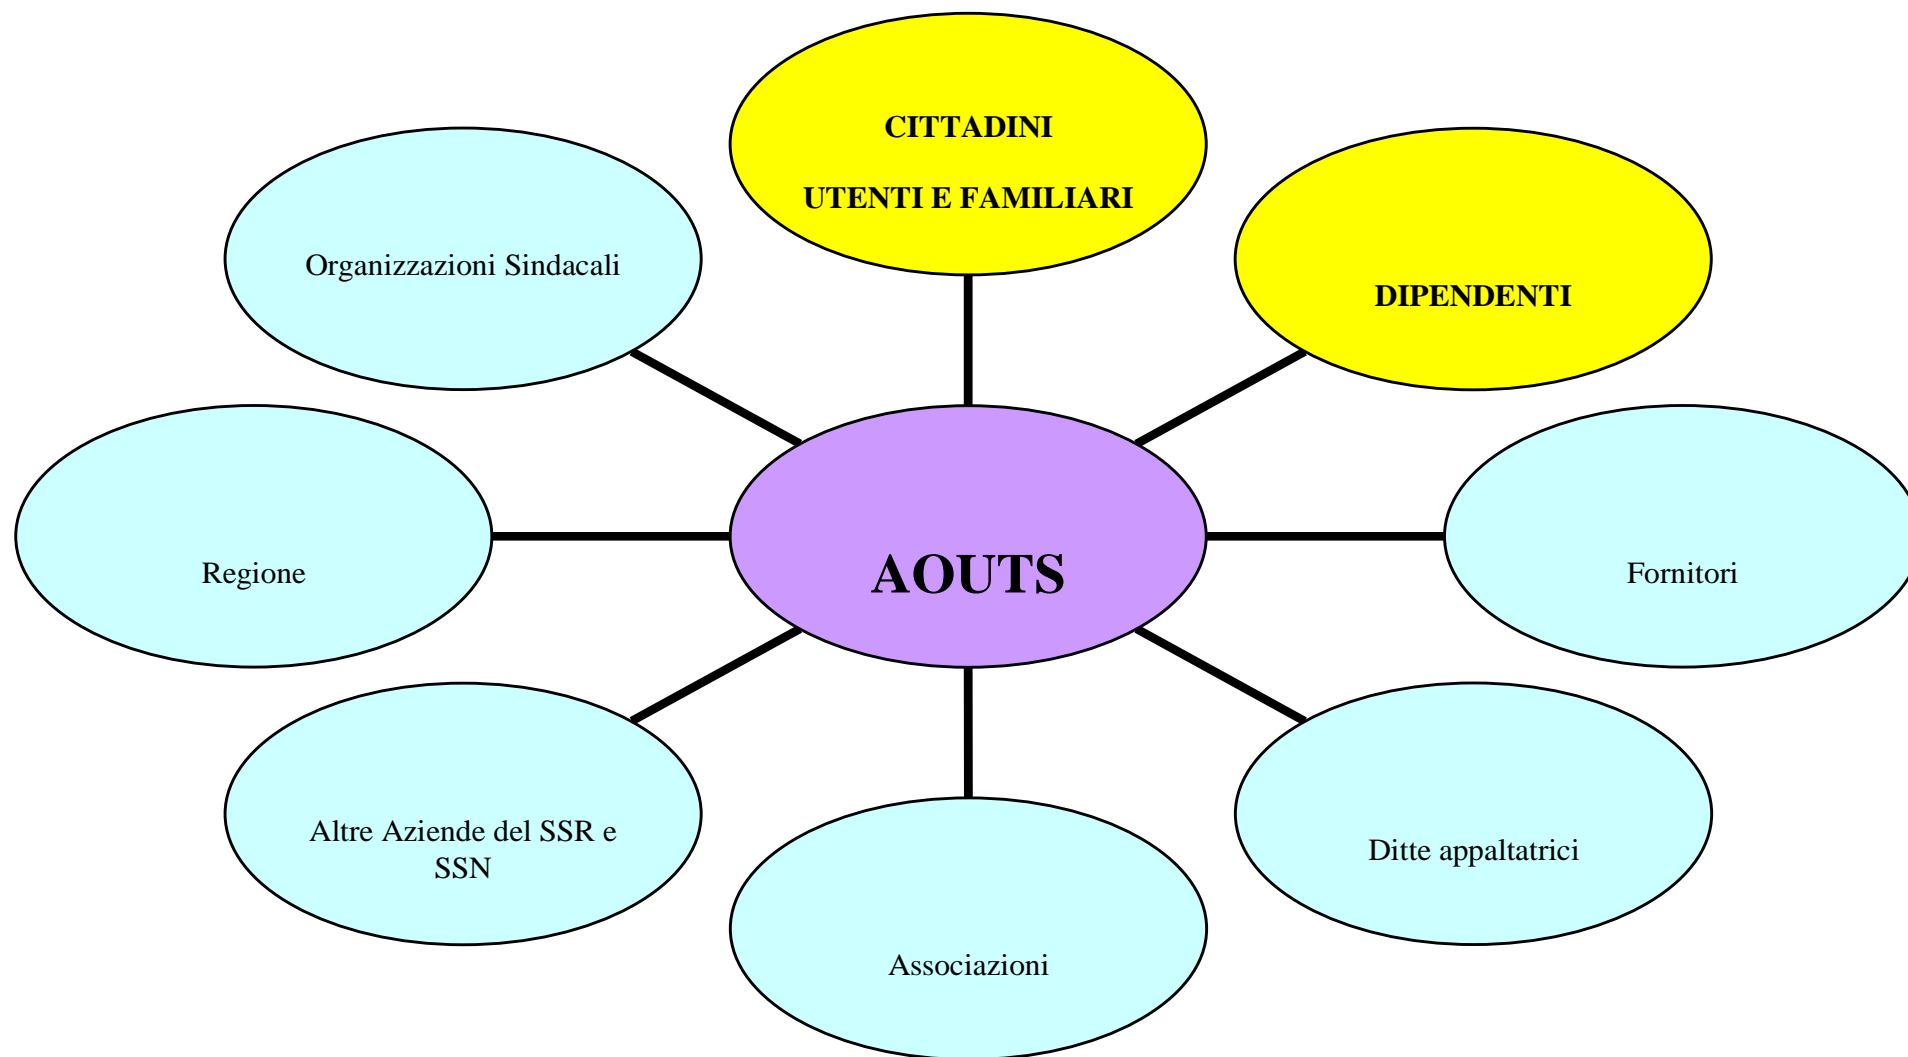 CITTADINI
UTENTI E FAMILIARI
Organizzazioni Sindacali
DIPENDENTI
Regione
AOUTS
Fornitori
Altre Aziende del SSR e
SSN
Ditte appaltatrici
Associazioni